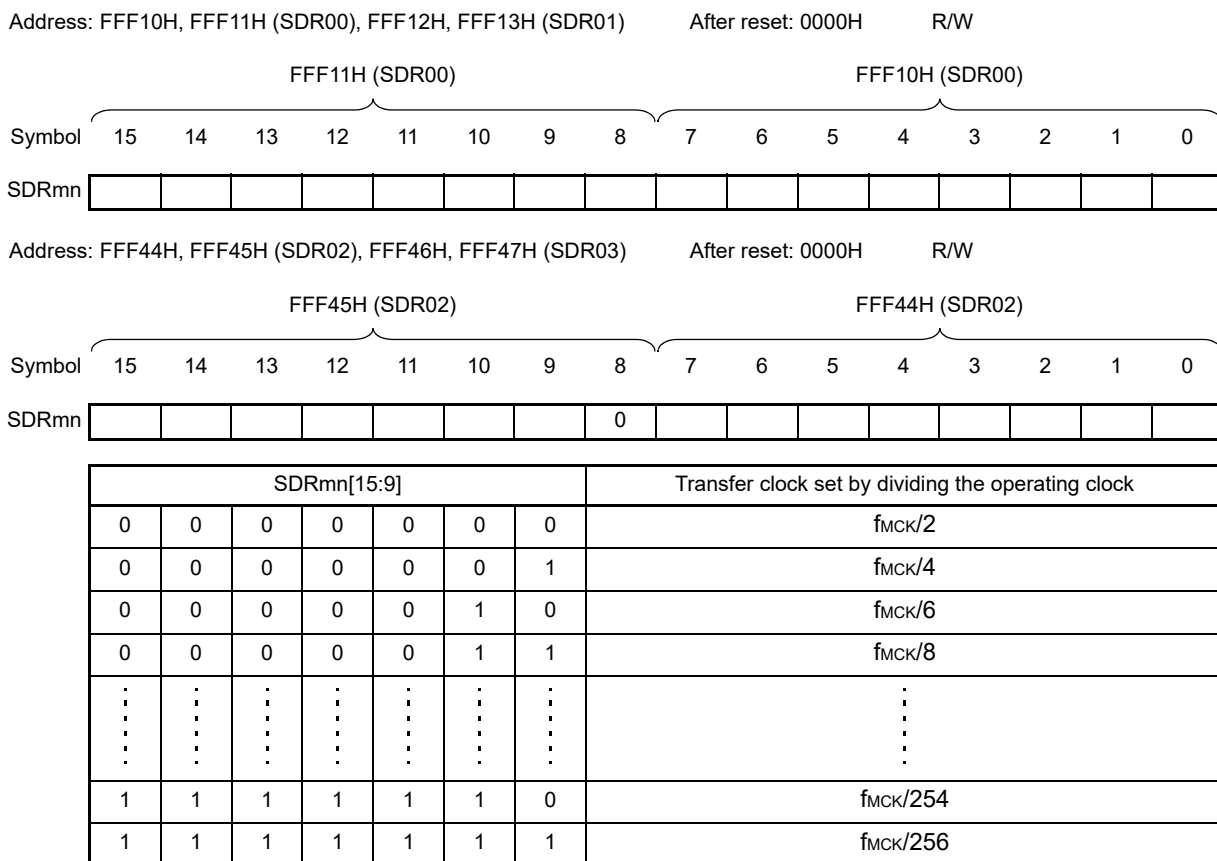 Address: FFF10H, FFF11H (SDR00), FFF12H, FFF13H (SDR01) After reset: 0000H R/W
FFF11H (SDR00) FFF10H (SDR00)
Symbol 15 14 13 12 11 10 9 8 7 6 5 4 3 2 1 0
SDRmn
Address: FFF44H, FFF45H (SDR02), FFF46H, FFF47H (SDR03) After reset: 0000H R/W
FFF45H (SDR02) FFF44H (SDR02)
Symbol 15 14 13 12 11 10 9 8 7 6 5 4 3 2 1 0
SDRmn 0
SDRmn[15:9] Transfer clock set by dividing the operating clock
0 0 0 0 0 0 0 fMCK/2
0 0 0 0 0 0 1 fMCK/4
0 0 0 0 0 1 0 fMCK/6
0 0 0 0 0 1 1 fMCK/8
1 1 1 1 1 1 0 fMCK/254
1 1 1 1 1 1 1 fMCK/256